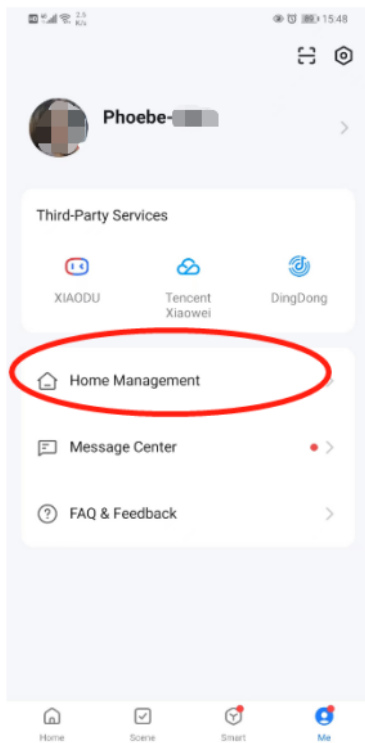 15:48
Phoebe-
Third-Party Services
XIAODU
Tencent
Xiaowei
DingDong
Home Management
Message Center
FAQ & Feedback
Home
Scene
Smart
Me